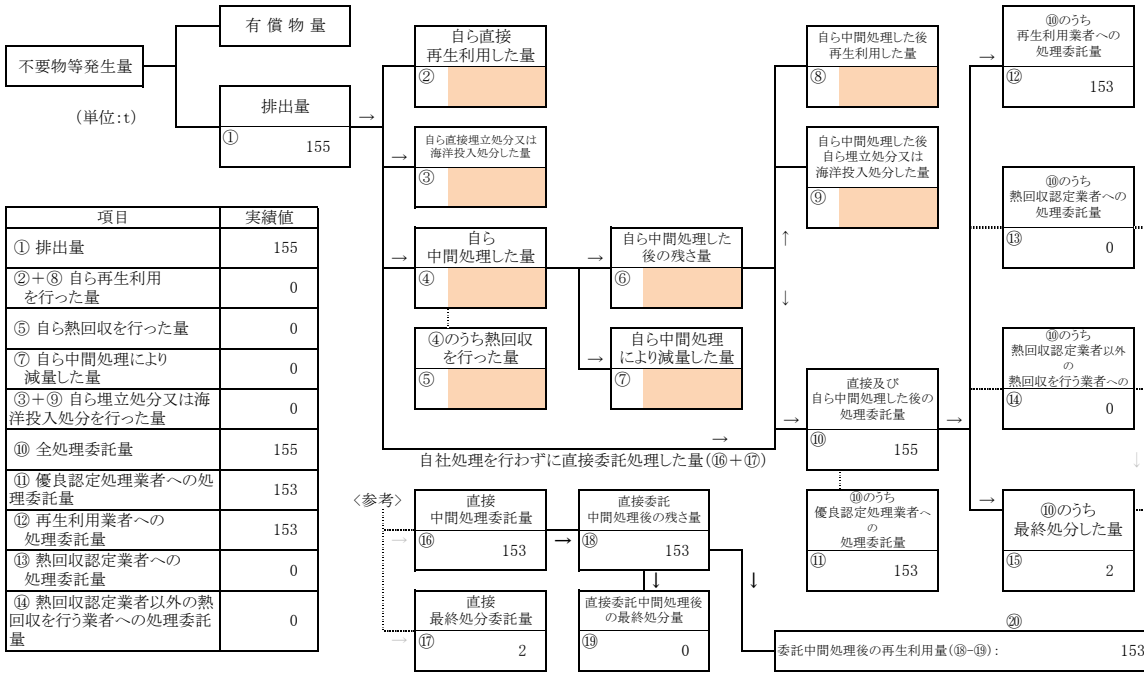 有 償 物 量
不要物等発生量
(単位:t)
排出量
①
155
→
自ら直接
再生利用した量
②
→
自ら直接埋立処分又は
海洋投入処分した量
③
→
自ら
中間処理した量
④
④のうち熱回収
を行った量
⑤
→
自ら中間処理した
後の残さ量
⑥
→
自ら中間処理
により減量した量
⑦
自ら中間処理した後
再生利用した量
⑧
自ら中間処理した後
自ら埋立処分又は
海洋投入処分した量
⑨
↑
↓
→
直接及び
自ら中間処理した後の
処理委託量
⑩
155
→
⑩のうち
優良認定処理業者へ
の
処理委託量
⑪
153
→
⑩のうち
再生利用業者への
処理委託量
⑫
153
⑩のうち
熱回収認定業者への
処理委託量
⑬
0
⑩のうち
熱回収認定業者以外
の
熱回収を行う業者への
⑭
0
↓
→
⑩のうち
最終処分した量
⑮
2
→
自社処理を行わずに直接委託処理した量(⑯+⑰)
<参考>
→
直接
中間処理委託量
⑯
153
→
直接委託
中間処理後の残さ量
⑱
153
↓
↓
→
直接
最終処分委託量
⑰
2
直接委託中間処理後
の最終処分量
⑲
0
⑳
委託中間処理後の再生利用量(⑱-⑲):
153
項目 実績値
① 排出量 155
②+⑧ 自ら再生利用
を行った量 0
⑤ 自ら熱回収を行った量 0
⑦ 自ら中間処理により
減量した量 0
③+⑨ 自ら埋立処分又は海
洋投入処分を行った量 0
⑩ 全処理委託量 155
⑪ 優良認定処理業者への処
理委託量 153
⑫ 再生利用業者への
処理委託量 153
⑬ 熱回収認定業者への
処理委託量 0
⑭ 熱回収認定業者以外の熱
回収を行う業者への処理委託
量 0